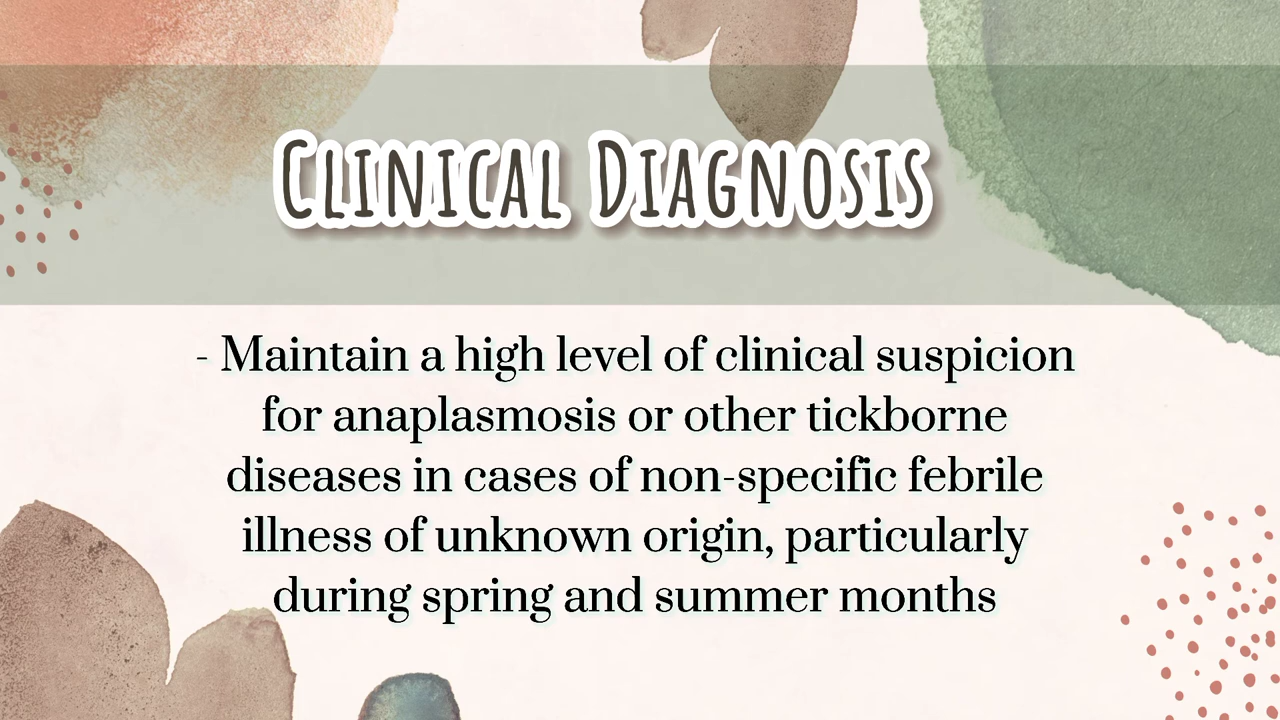 Clinical Diagnosis
- Maintain a high level of clinical suspicion
for anaplasmosis or other tickborne
diseases in cases of non-specific febrile
illness of unknown origin, particularly
during spring and summer months